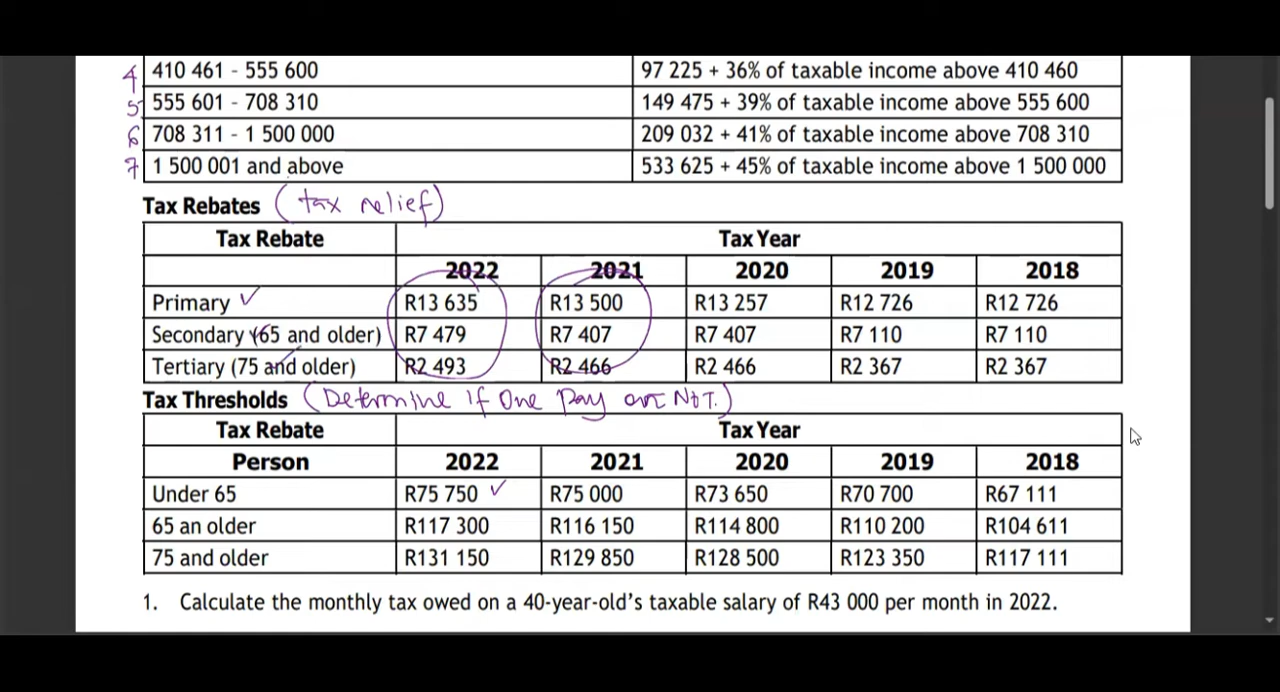 4 410 461 - 555 600 97 225 + 36% of taxable income above 410 460
5 555 601 - 708 310 149 475 + 39% of taxable income above 555 600
6 708 311 - 1 500 000 209 032 + 41% of taxable income above 708 310
7 1 500 001 and above 533 625 + 45% of taxable income above 1 500 000
Tax Rebates (tax relief)
Tax Rebate Tax Year
2022 2021 2020 2019 2018
Primary ✓ R13 635 R13 500 R13 257 R12 726 R12 726
Secondary (65 and older) R7 479 R7 407 R7 407 R7 110 R7 110
Tertiary (75 and older) R2 493 R2 466 R2 466 R2 367 R2 367
Tax Thresholds (Determine if One Pay or NOT.)
Tax Rebate Tax Year
Person 2022 2021 2020 2019 2018
Under 65 R75 750 ✓ R75 000 R73 650 R70 700 R67 111
65 an older R117 300 R116 150 R114 800 R110 200 R104 611
75 and older R131 150 R129 850 R128 500 R123 350 R117 111
1. Calculate the monthly tax owed on a 40-year-old's taxable salary of R43 000 per month in 2022.